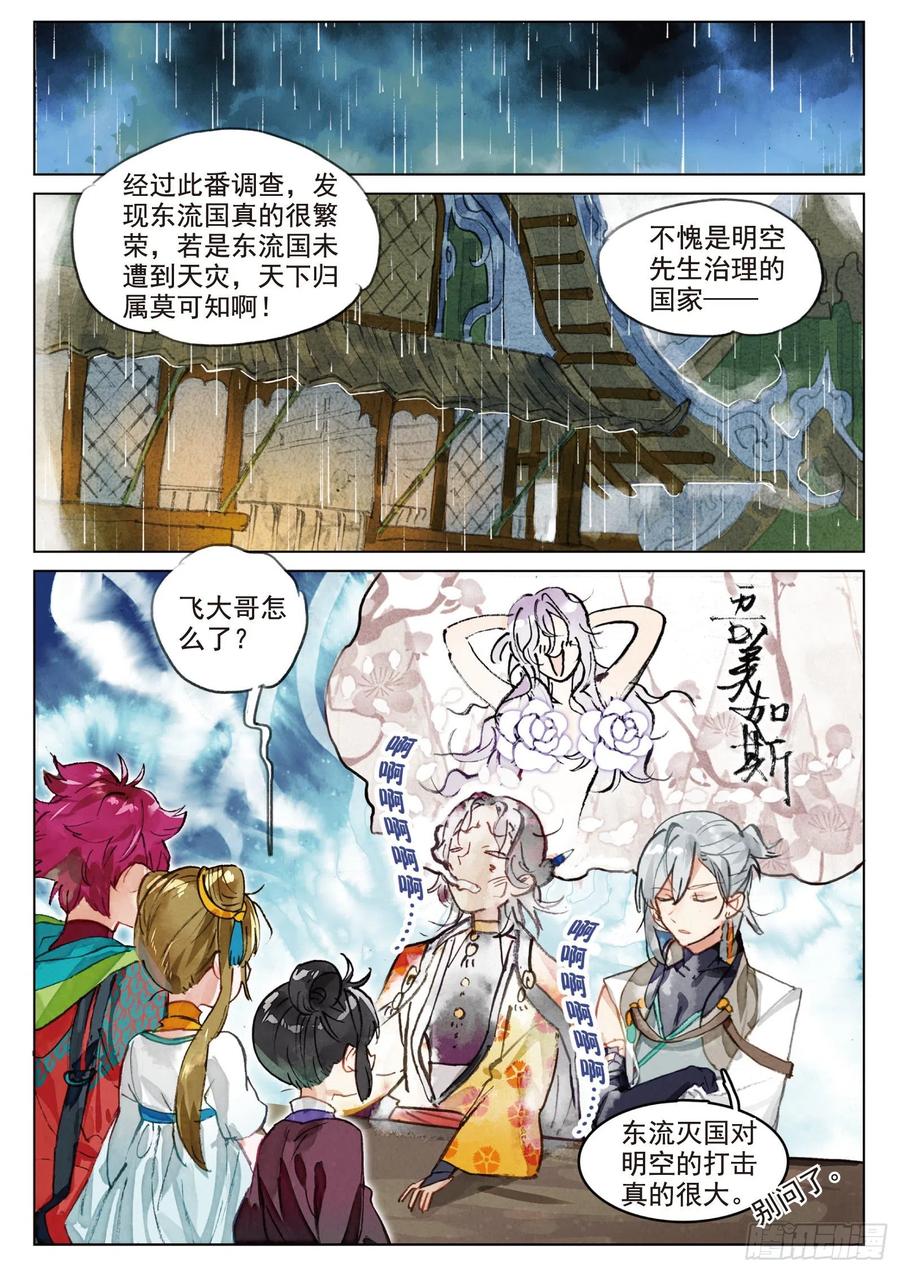 经过此番调查，发
现东流国真的很繁
荣，若是东流国未
遭到天灾，天下归
属莫可知啊！
不愧是明空
先生治理的
国家——
飞大哥怎
么了？
美加斯
啊啊啊啊啊啊啊……
啊啊啊啊啊啊啊……
东流灭国对
明空的打击
真的很大。
别问了。
腾讯动漫